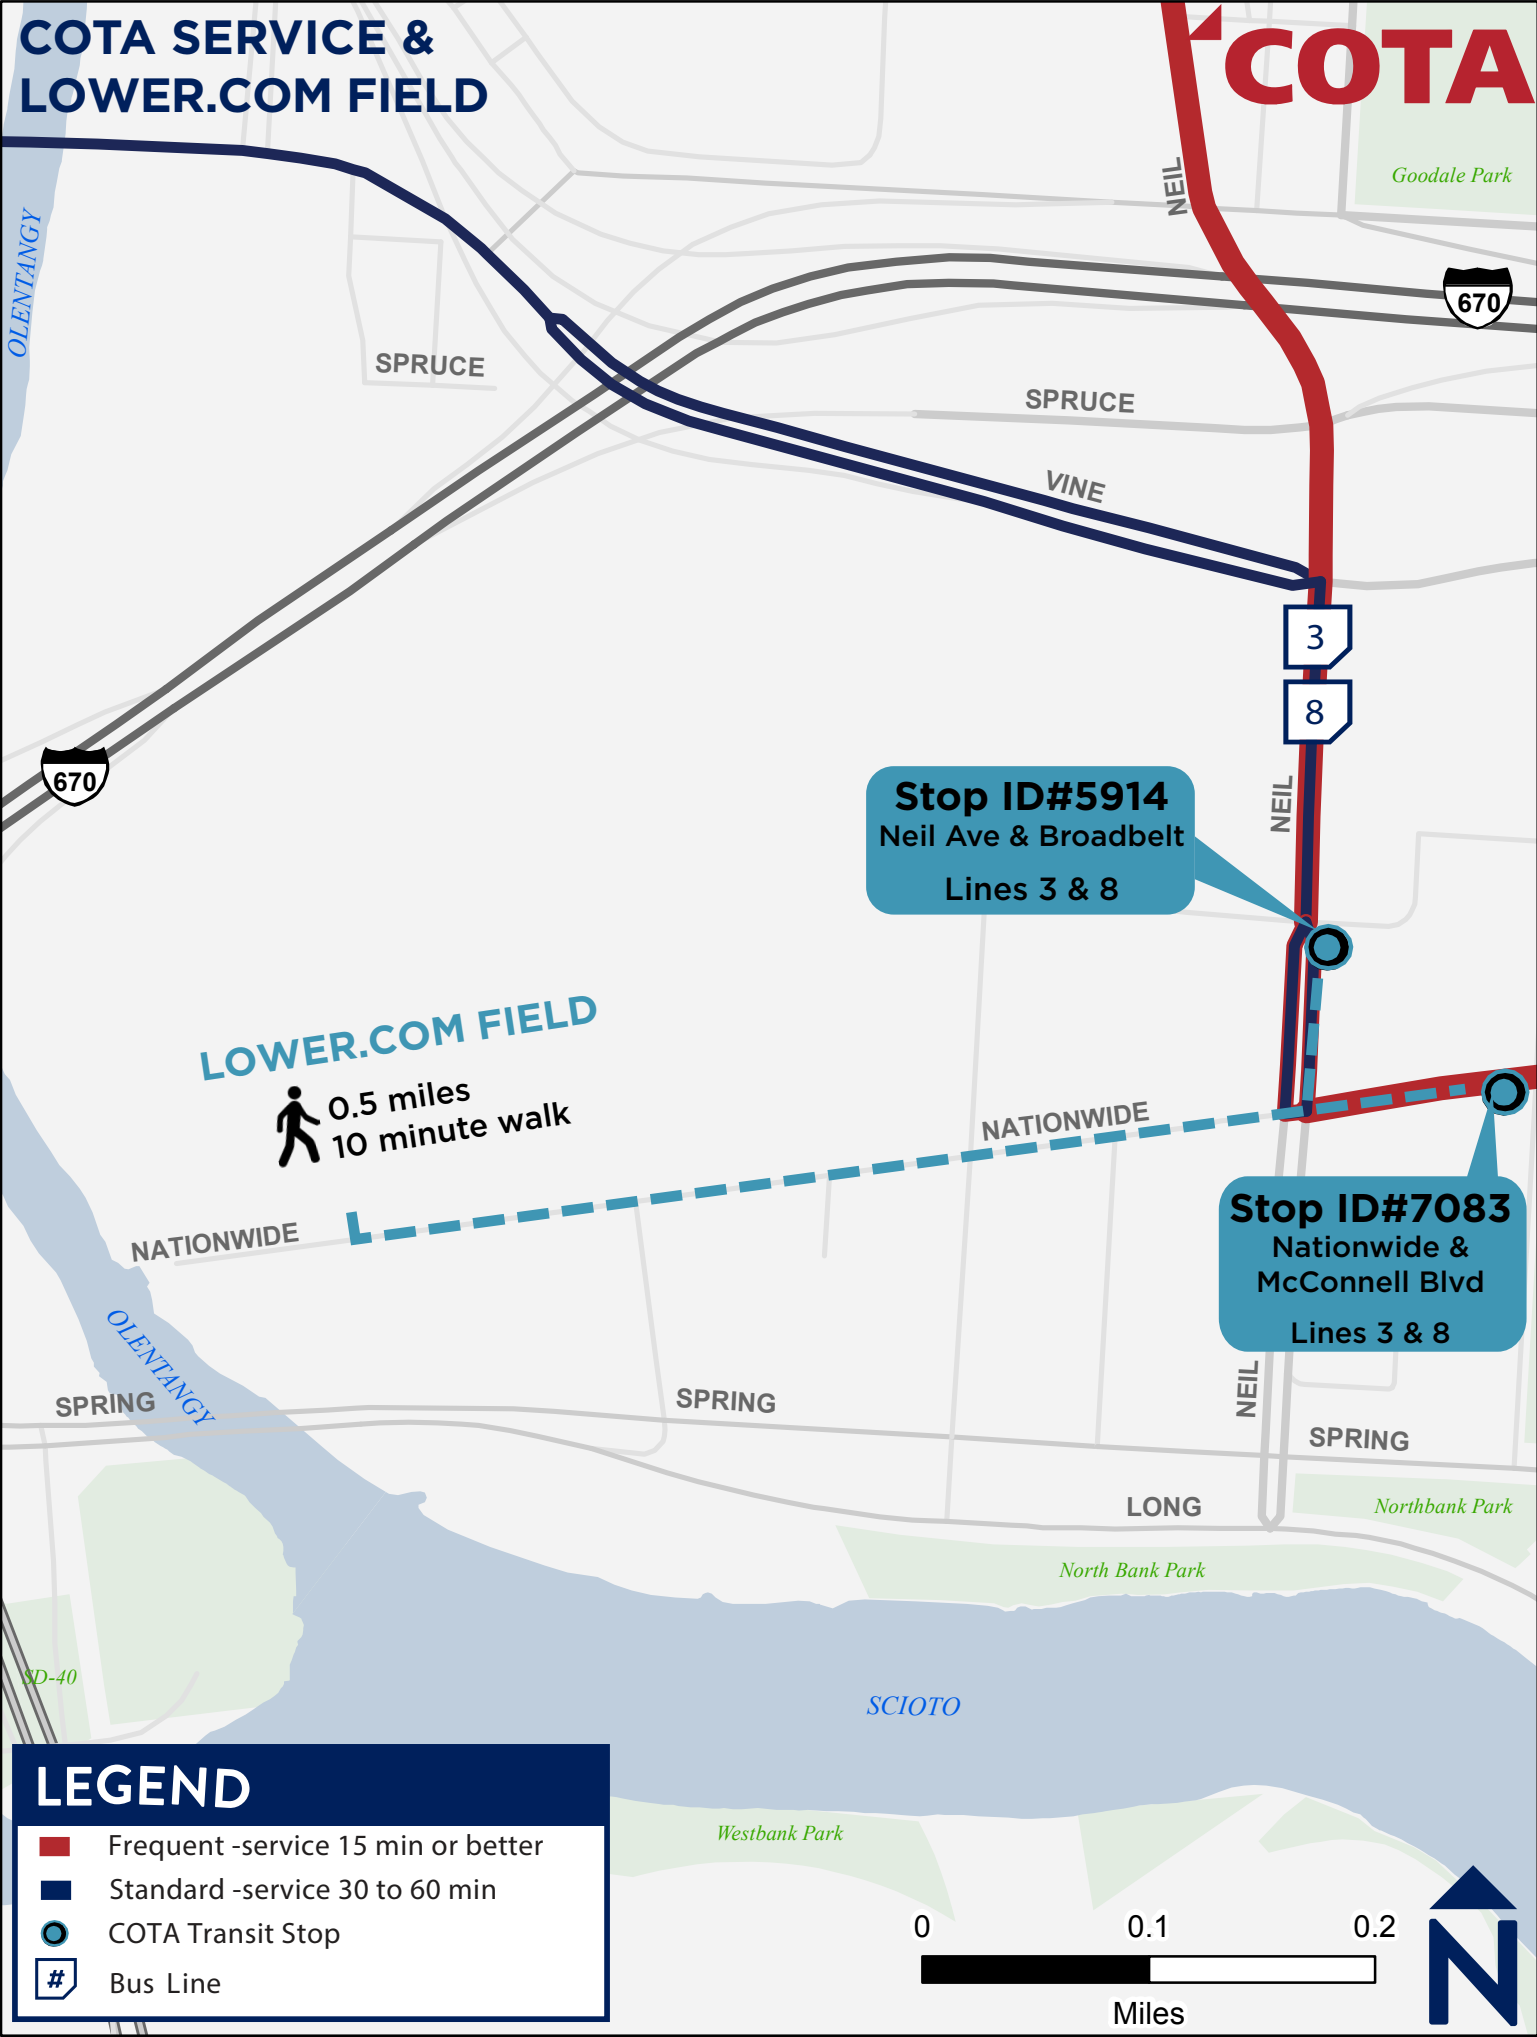 COTA SERVICE &
LOWER.COM FIELD
COTA
Goodale Park
NEIL
OLENTANGY
670
SPRUCE
SPRUCE
VINE
3
8
670
NEIL
Stop ID#5914
Neil Ave & Broadbelt
Lines 3 & 8
LOWER.COM FIELD
0.5 miles
10 minute walk
NATIONWIDE
NATIONWIDE
Stop ID#7083
Nationwide &
McConnell Blvd
Lines 3 & 8
OLENTANGY
NEIL
SPRING
SPRING
SPRING
LONG
Northbank Park
North Bank Park
SD-40
SCIOTO
Westbank Park
LEGEND
Frequent -service 15 min or better
Standard -service 30 to 60 min
COTA Transit Stop
# Bus Line
0 0.1 0.2
Miles
N